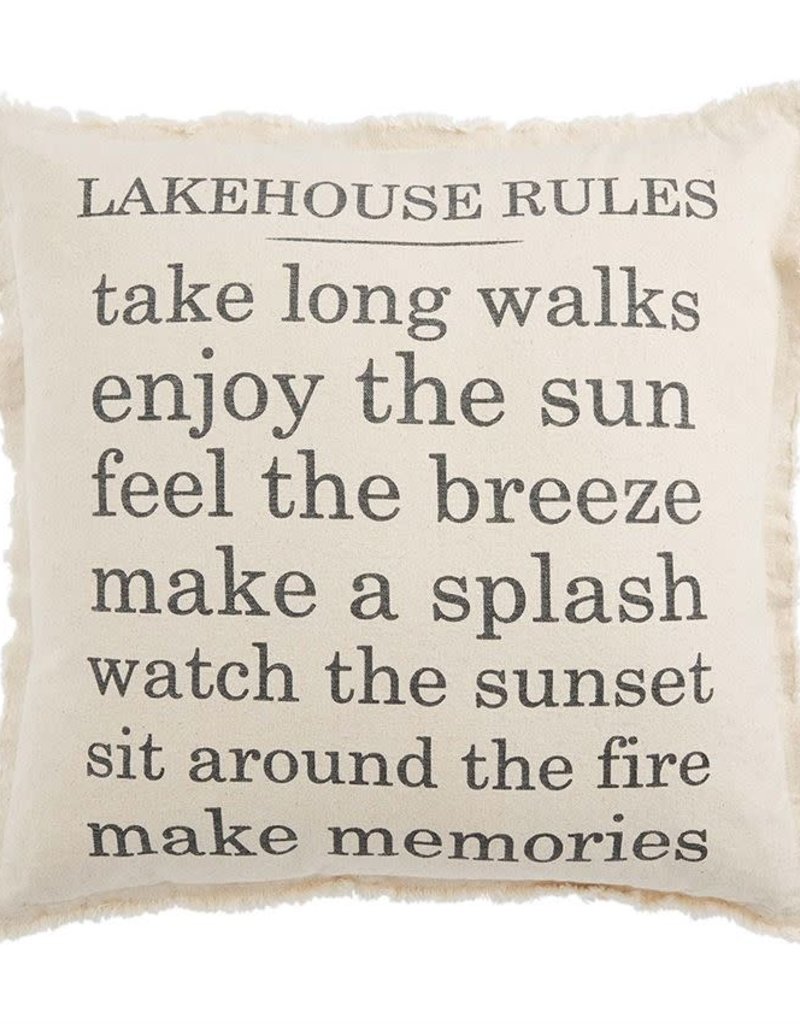 LAKEHOUSE RULES
take long walks
enjoy the sun
feel the breeze
make a splash
watch the sunset
sit around the fire
make memories